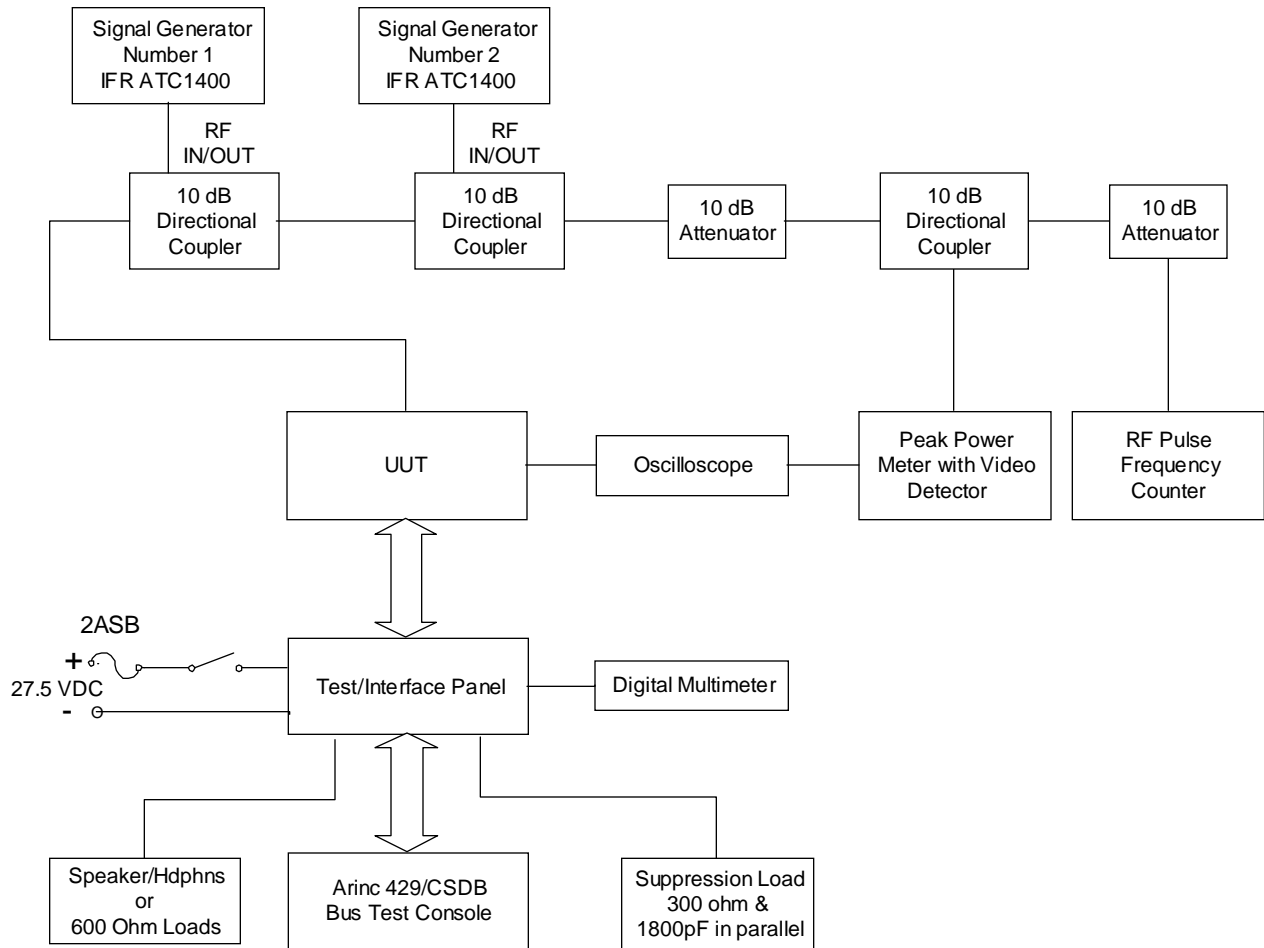 Signal Generator
Number 1
IFR ATC1400
Signal Generator
Number 2
IFR ATC1400
RF
IN/OUT
RF
IN/OUT
10 dB
Directional
Coupler
10 dB
Directional
Coupler
10 dB
Attenuator
10 dB
Directional
Coupler
10 dB
Attenuator
UUT
Oscilloscope
Peak Power
Meter with Video
Detector
RF Pulse
Frequency
Counter
2ASB
+
27.5 VDC
-
Test/Interface Panel
Digital Multimeter
Speaker/Hdphns
or
600 Ohm Loads
Arinc 429/CSDB
Bus Test Console
Suppression Load
300 ohm &
1800pF in parallel